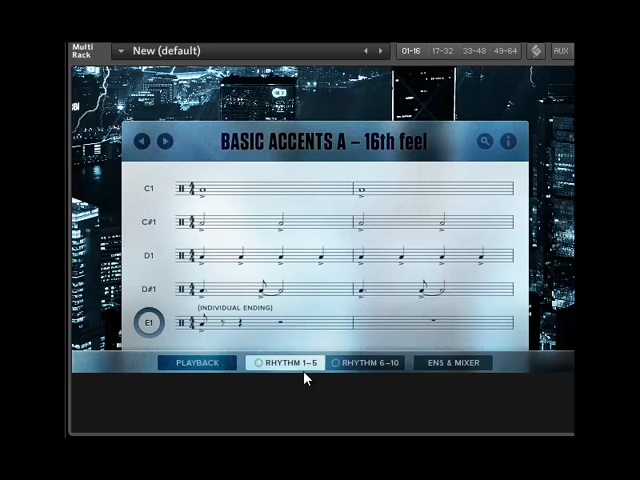 Multi
Rack
New (default)
01-16 17-32 33-48 49-64 AUX
BASIC ACCENTS A – 16th feel
C1
C#1
D1
D#1
(INDIVIDUAL ENDING)
E1
PLAYBACK RHYTHM 1–5 RHYTHM 6–10 ENS & MIXER